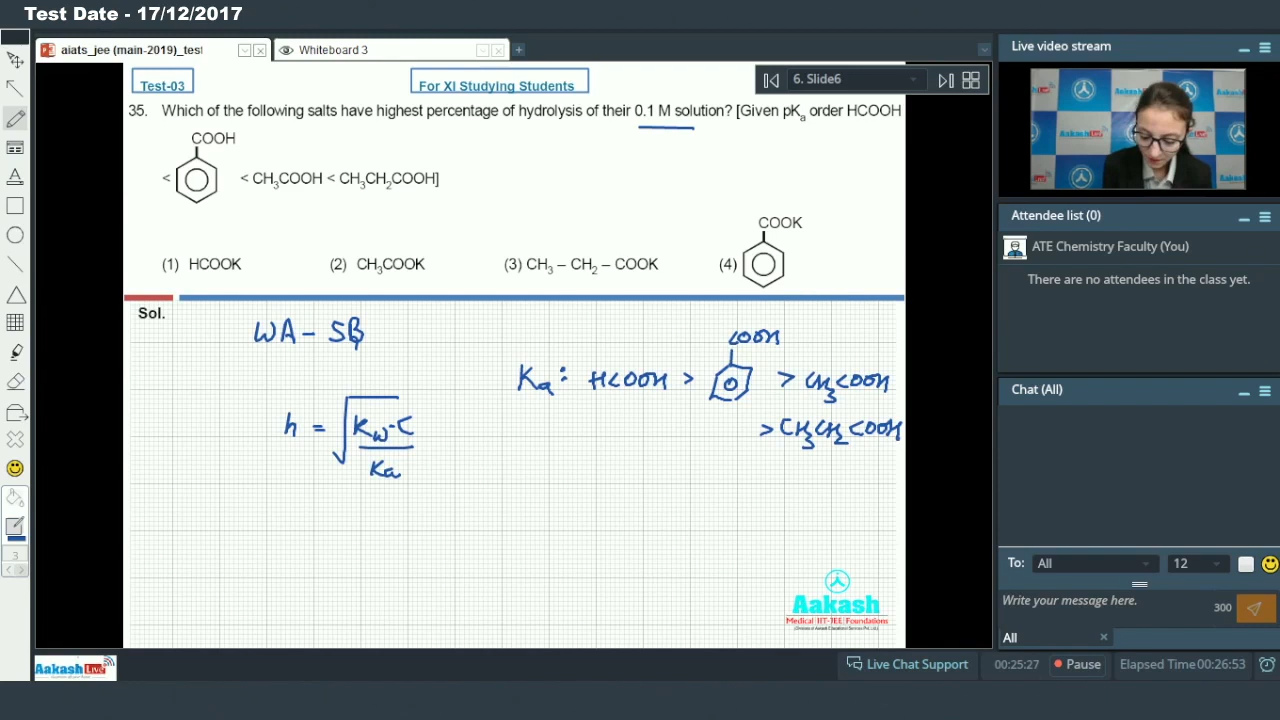 Test Date - 17/12/2017
aiats_jee (main-2019)_test
Whiteboard 3
Live video stream
Test-03
For XI Studying Students
6. Slide6
35. Which of the following salts have highest percentage of hydrolysis of their 0.1 M solution? [Given pKa order HCOOH
COOH
< < CH3COOH < CH3CH2COOH]
COOK
(1) HCOOK (2) CH3COOK (3) CH3 – CH2 – COOK (4)
Sol.
WA - SB
COOH
Ka : HCOOH > > CH3COOH
> CH3CH2COOH
h = √Kw·C
Ka
Aakash
Medical|IIT-JEE|Foundations
Aakash Live
Aakash
Attendee list (0)
ATE Chemistry Faculty (You)
There are no attendees in the class yet.
Chat (All)
To: All 12
Write your message here. 300
All
3
Live Chat Support 00:25:27 Pause Elapsed Time 00:26:53